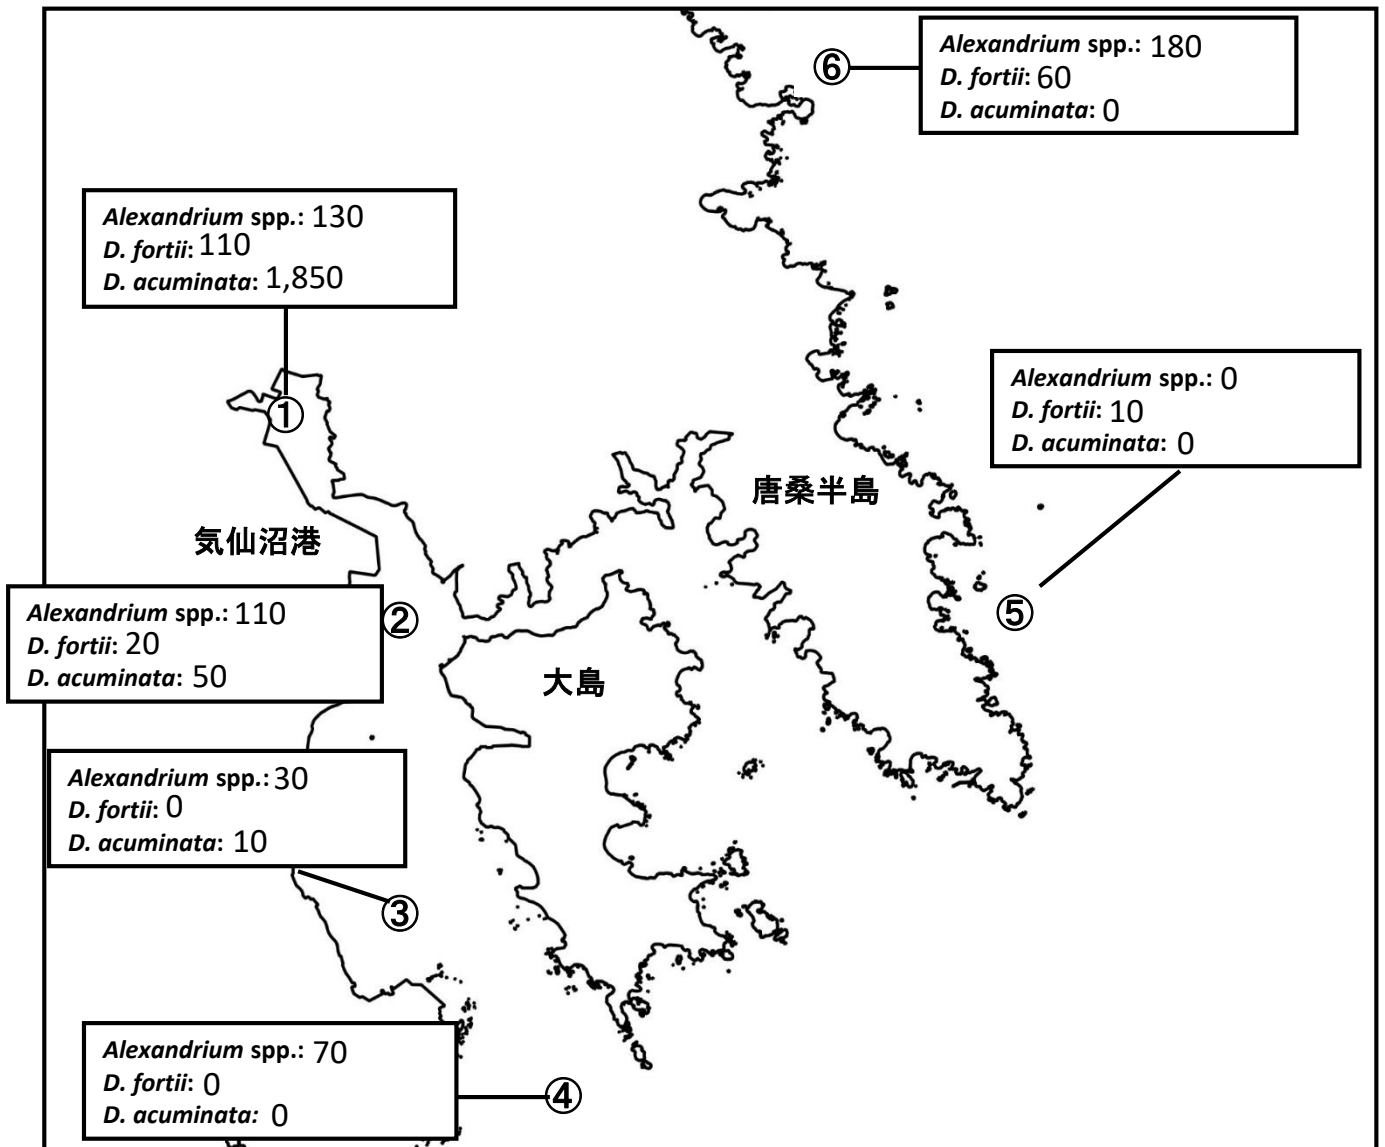 Alexandrium spp.: 180
D. fortii: 60
D. acuminata: 0
⑥
Alexandrium spp.: 130
D. fortii: 110
D. acuminata: 1,850
①
Alexandrium spp.: 0
D. fortii: 10
D. acuminata: 0
⑤
唐桑半島
気仙沼港
Alexandrium spp.: 110
D. fortii: 20
D. acuminata: 50
②
大島
Alexandrium spp.: 30
D. fortii: 0
D. acuminata: 10
③
Alexandrium spp.: 70
D. fortii: 0
D. acuminata: 0
④